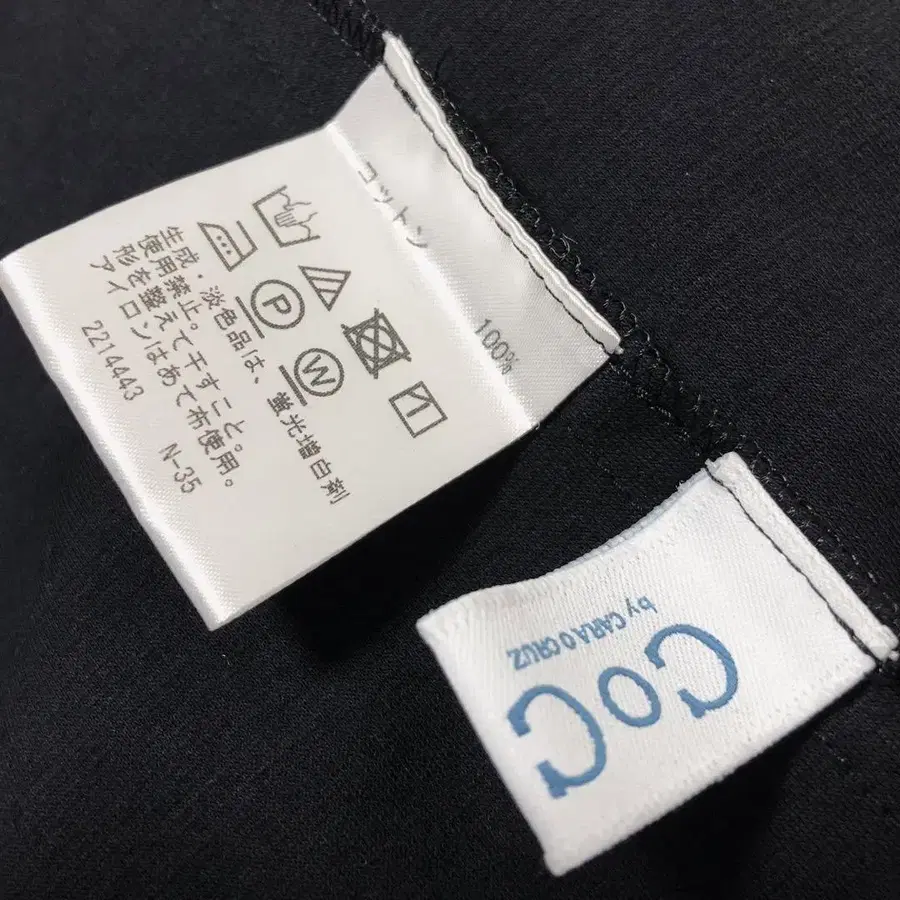 コットン 100%
P
W
生成・淡色品は、蛍光増白剤
使用禁止。
形を整えて干すこと。
アイロンはあて布使用。
2214443 N-35
CoC
by CARA O CRUZ